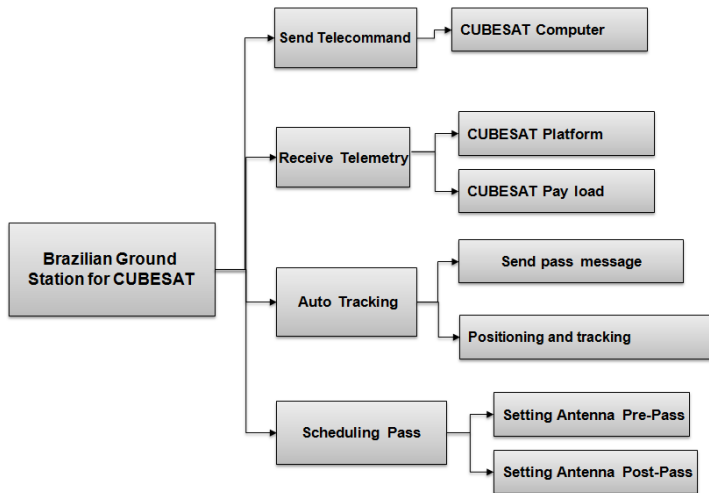 Brazilian Ground
Station for CUBESAT
Send Telecommand
CUBESAT Computer
Receive Telemetry
CUBESAT Platform
CUBESAT Pay load
Auto Tracking
Send pass message
Positioning and tracking
Scheduling Pass
Setting Antenna Pre-Pass
Setting Antenna Post-Pass